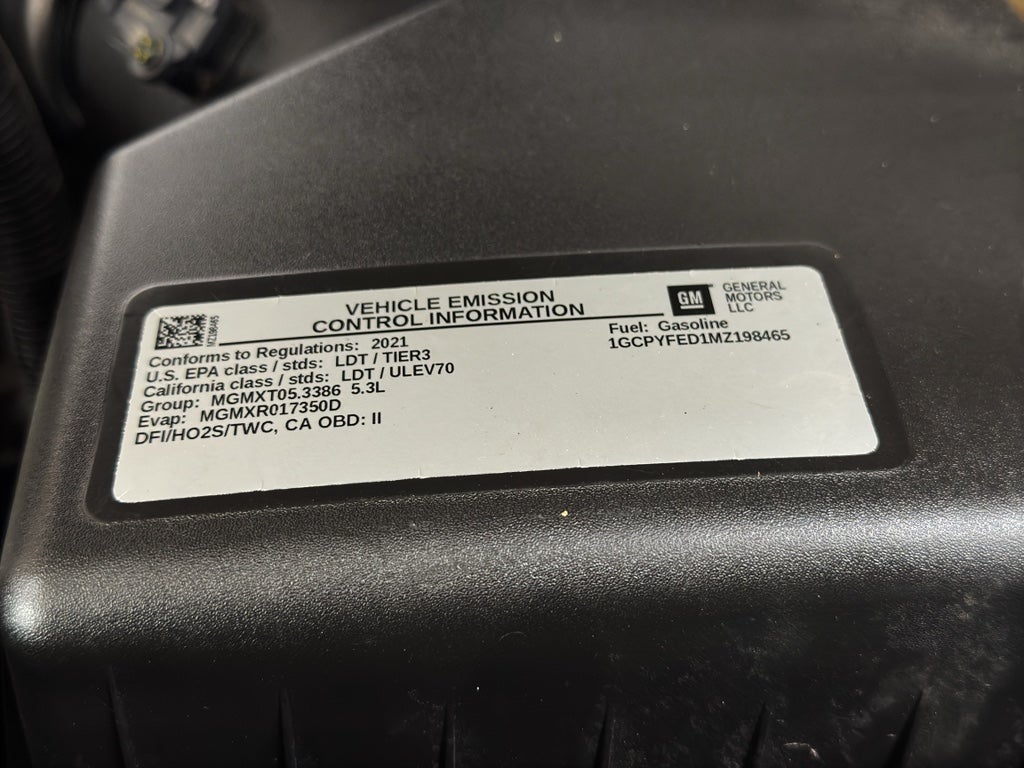 MZ198465
VEHICLE EMISSION
CONTROL INFORMATION
GM
GENERAL
MOTORS
LLC
Conforms to Regulations: 2021
U.S. EPA class / stds: LDT / TIER3
California class / stds: LDT / ULEV70
Group: MGMXT05.3386 5.3L
Evap: MGMXR017350D
DFI/HO2S/TWC, CA OBD: II
Fuel: Gasoline
1GCPYFED1MZ198465